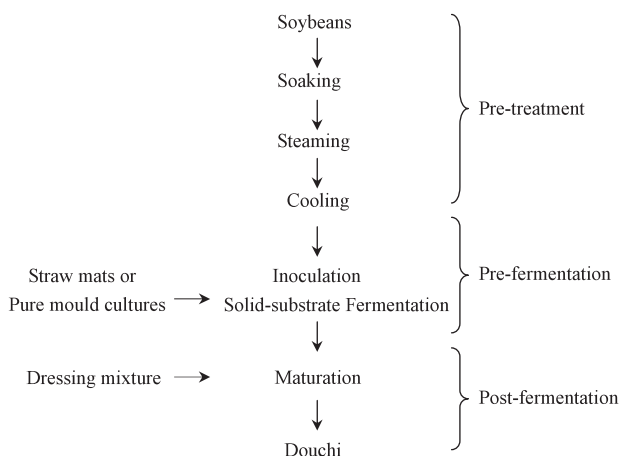 Soybeans
Soaking
Steaming
Cooling
Pre-treatment
Straw mats or
Pure mould cultures
Inoculation
Solid-substrate Fermentation
Pre-fermentation
Dressing mixture
Maturation
Douchi
Post-fermentation